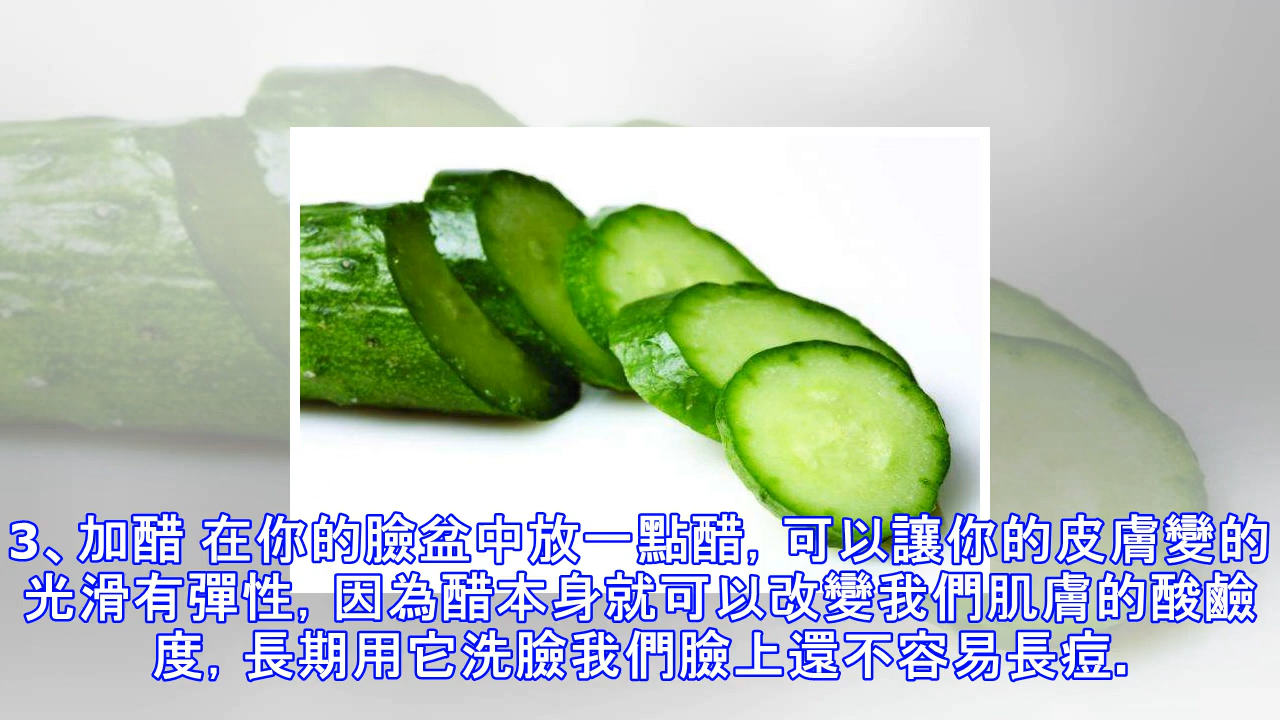 3、加醋 在你的臉盆中放一點醋, 可以讓你的皮膚變的
光滑有彈性, 因為醋本身就可以改變我們肌膚的酸鹼
度, 長期用它洗臉我們臉上還不容易長痘.